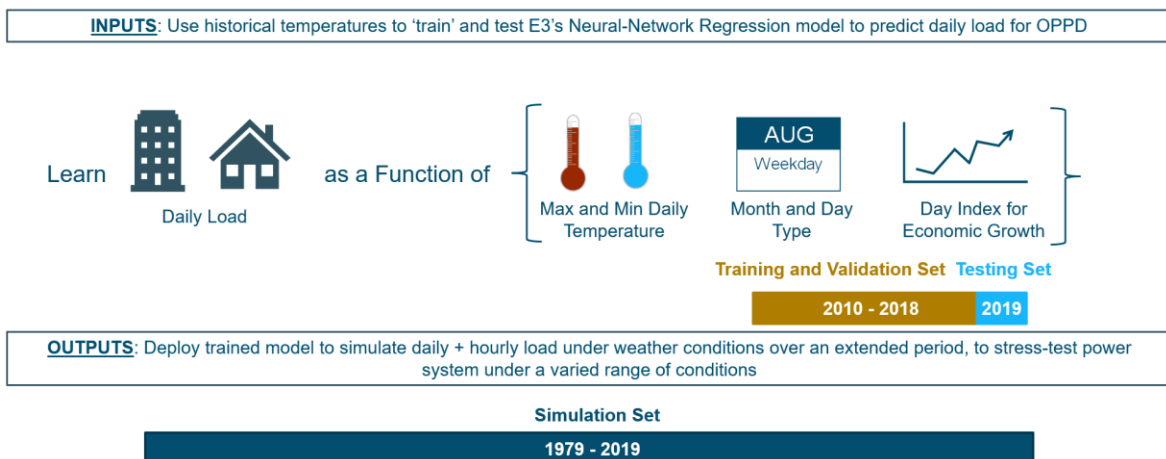 INPUTS: Use historical temperatures to ‘train’ and test E3’s Neural-Network Regression model to predict daily load for OPPD
Learn
Daily Load
as a Function of
Max and Min Daily
Temperature
AUG
Weekday
Month and Day
Type
Day Index for
Economic Growth
Training and Validation Set
Testing Set
2010 - 2018
2019
OUTPUTS: Deploy trained model to simulate daily + hourly load under weather conditions over an extended period, to stress-test power
system under a varied range of conditions
Simulation Set
1979 - 2019